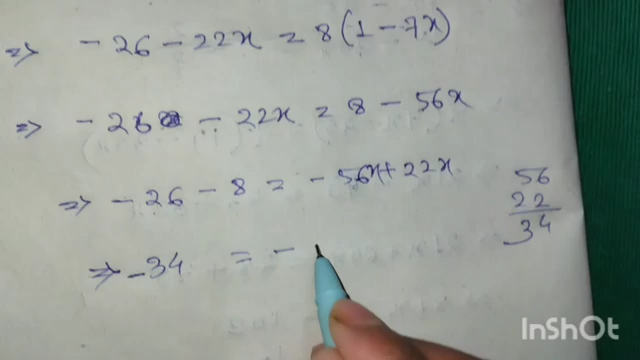 ⇒ - 26 - 22x = 8(1 - 7x)
⇒ - 26 - 22x = 8 - 56x
⇒ - 26 - 8 = - 56x + 22x
56
22
34
⇒ -34 = -
InShOt